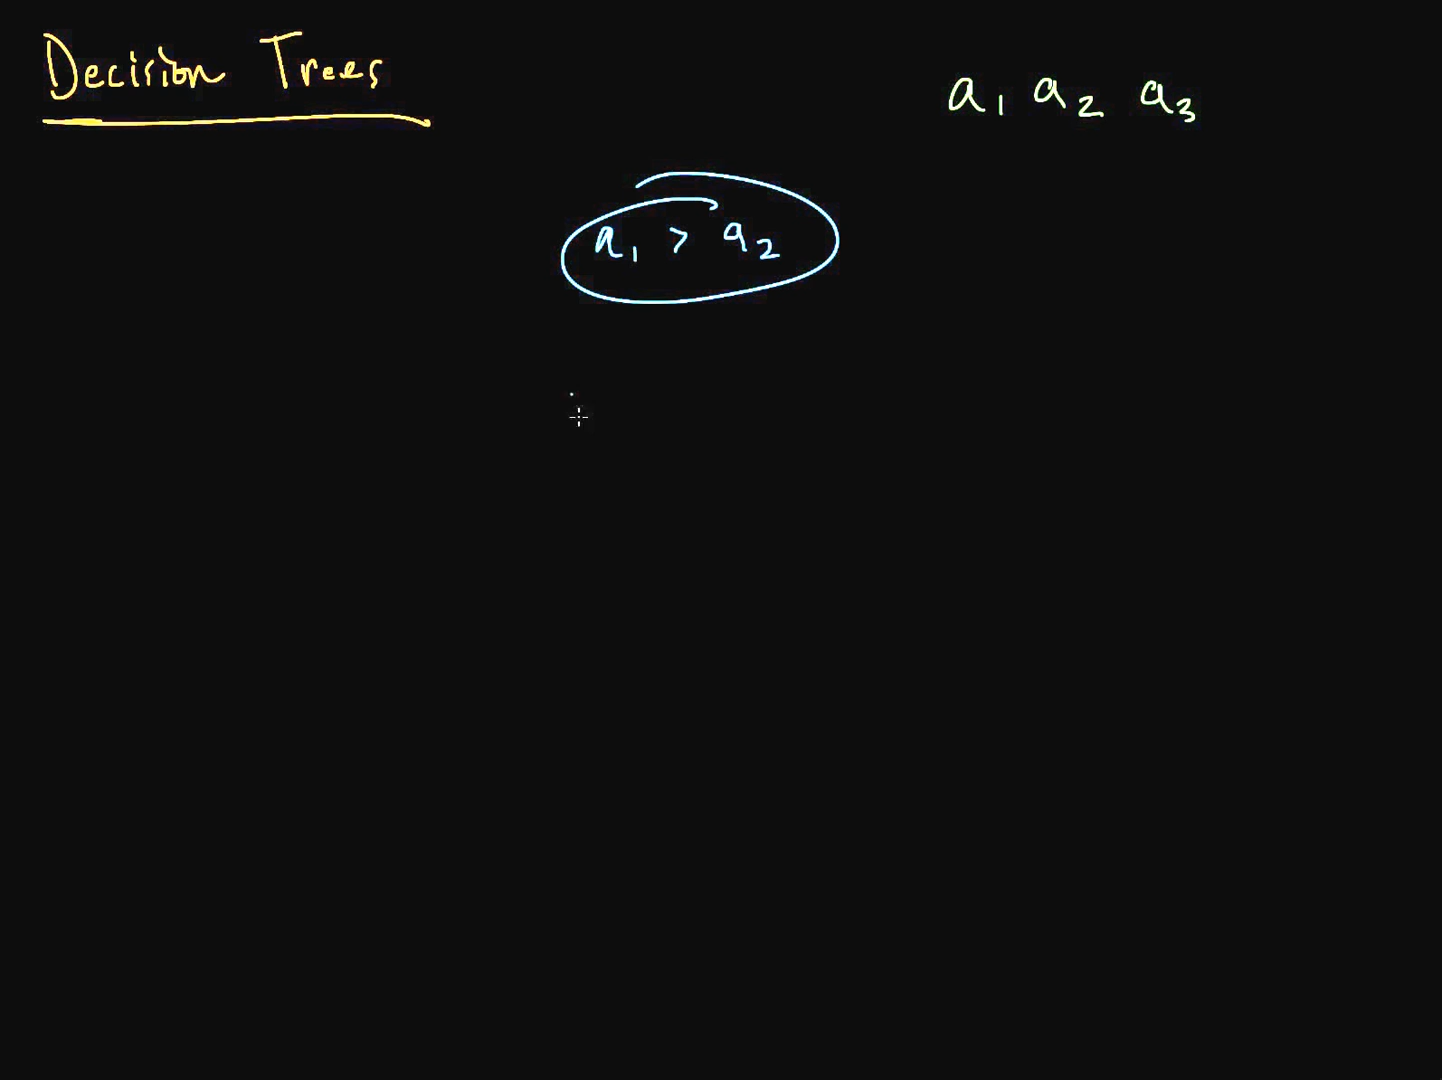 Decision Trees
a₁ a₂ a₃
a₁ > a₂